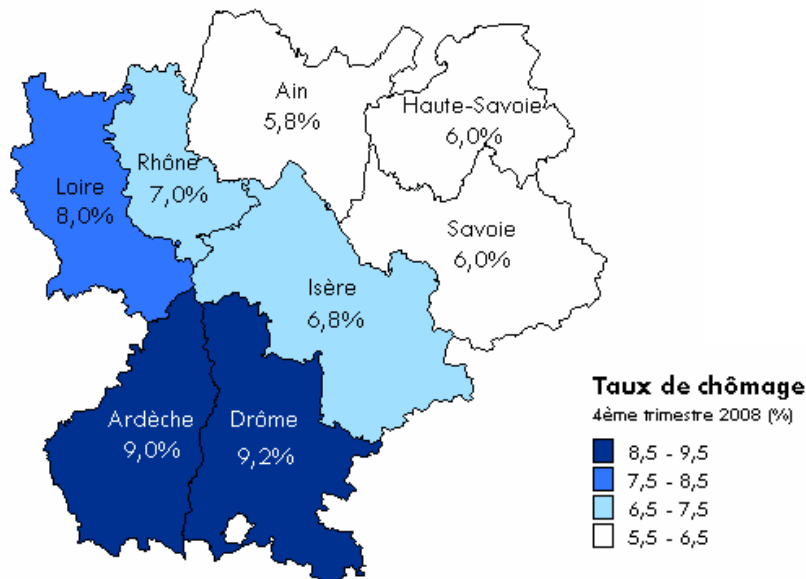 Ain
5,8%
Haute-Savoie
6,0%
Rhône
7,0%
Loire
8,0%
Savoie
6,0%
Isère
6,8%
Ardèche
9,0%
Drôme
9,2%
Taux de chômage
4ème trimestre 2008 (%)
8,5 - 9,5
7,5 - 8,5
6,5 - 7,5
5,5 - 6,5